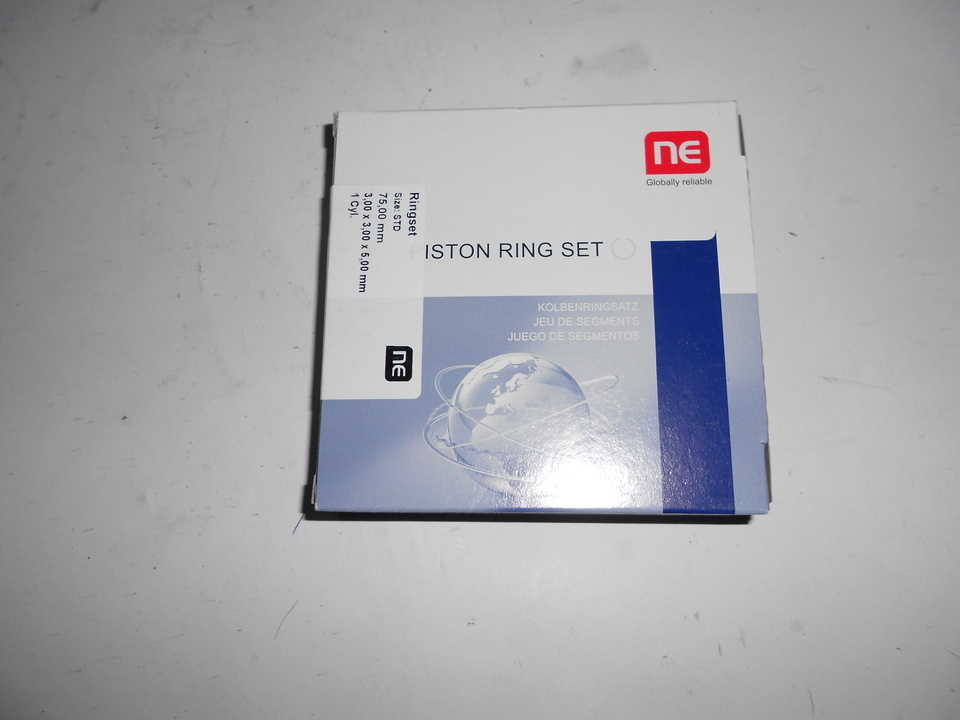 ne
Globally reliable
PISTON RING SET
KOLBENRINGSATZ
JEU DE SEGMENTS
JUEGO DE SEGMENTOS
Ringset
Size: STD
75,00 mm
3,00 x 3,00 x 5,00 mm
1 Cyl.
ne